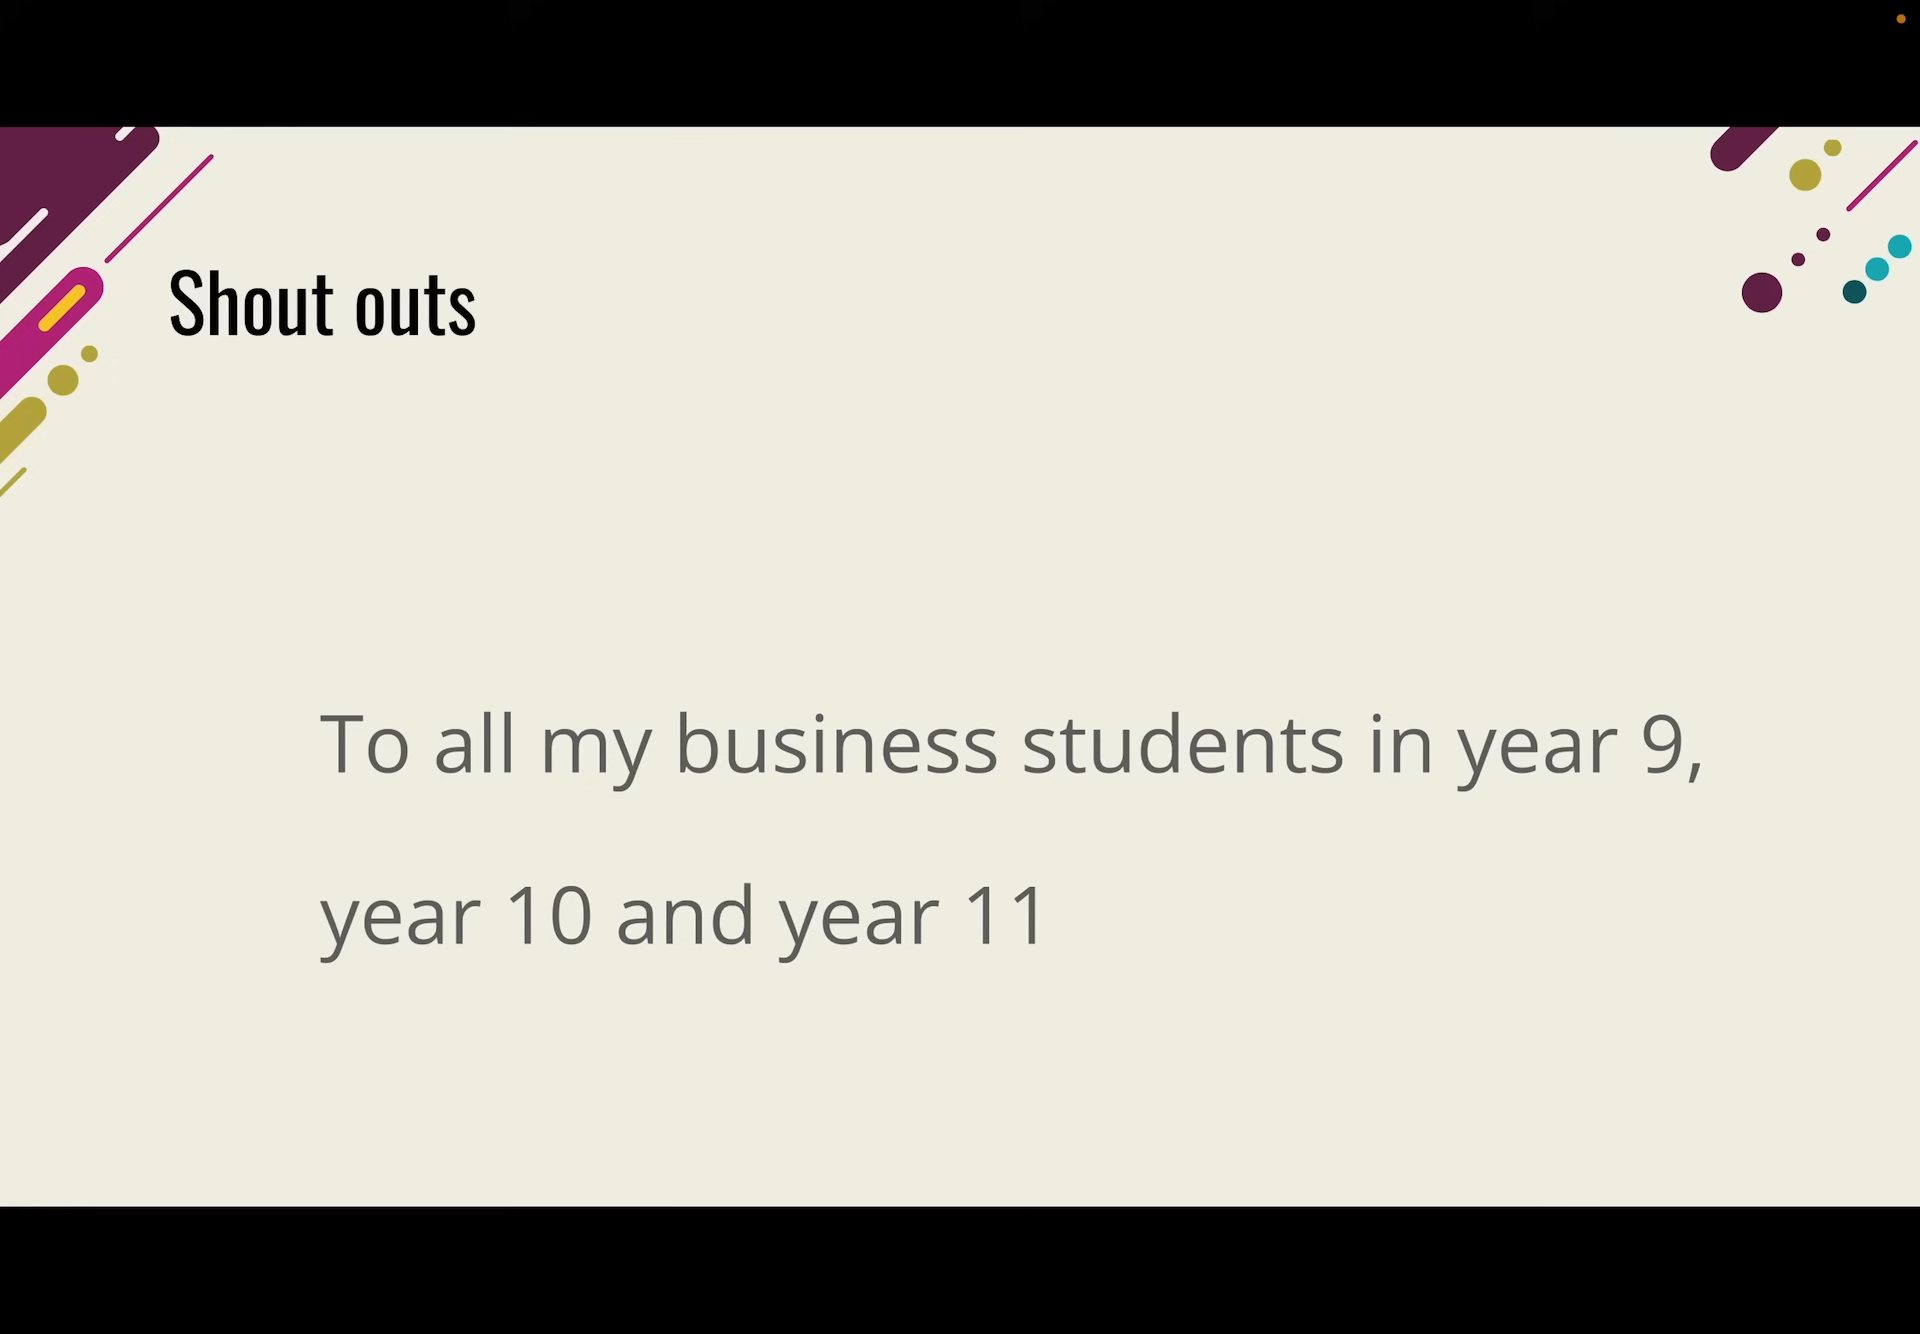 Shout outs
To all my business students in year 9,
year 10 and year 11